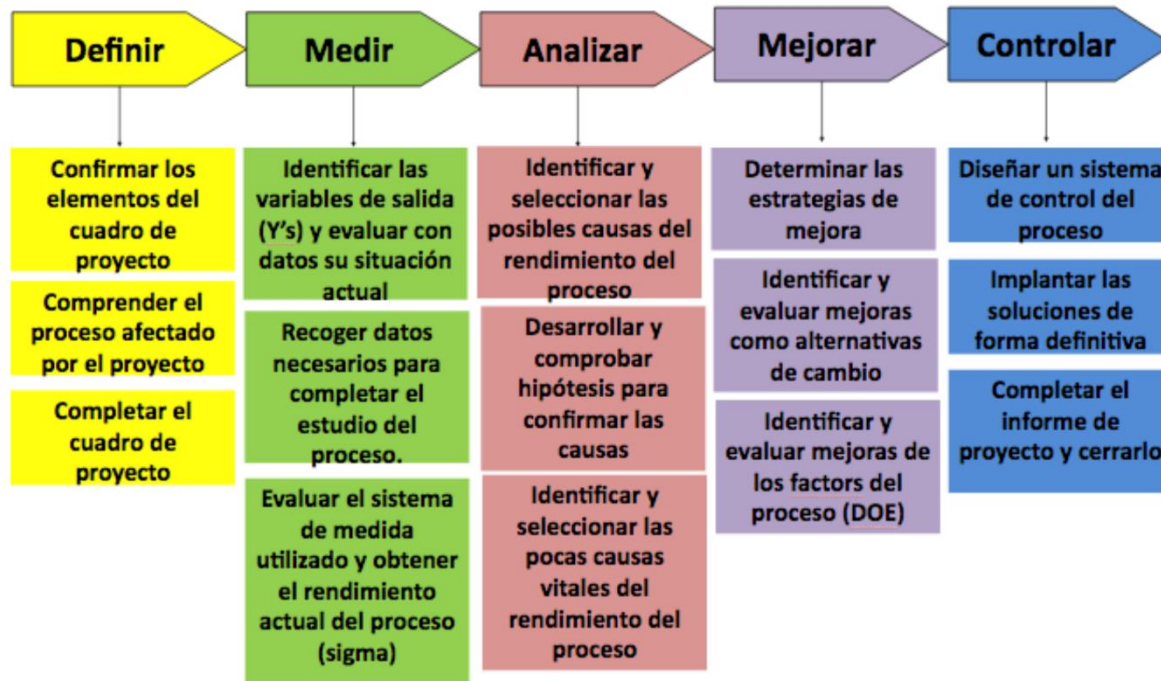 Definir
Medir
Analizar
Mejorar
Controlar
Confirmar los
elementos del
cuadro de
proyecto
Comprender el
proceso afectado
por el proyecto
Completar el
cuadro de
proyecto
Identificar las
variables de salida
(Y's) y evaluar con
datos su situación
actual
Recoger datos
necesarios para
completar el
estudio del
proceso.
Evaluar el sistema
de medida
utilizado y obtener
el rendimiento
actual del proceso
(sigma)
Identificar y
seleccionar las
posibles causas del
rendimiento del
proceso
Desarrollar y
comprobar
hipótesis para
confirmar las
causas
Identificar y
seleccionar las
pocas causas
vitales del
rendimiento del
proceso
Determinar las
estrategias de
mejora
Identificar y
evaluar mejoras
como alternativas
de cambio
Identificar y
evaluar mejoras de
los factors del
proceso (DOE)
Diseñar un sistema
de control del
proceso
Implantar las
soluciones de
forma definitiva
Completar el
informe de
proyecto y cerrarlo